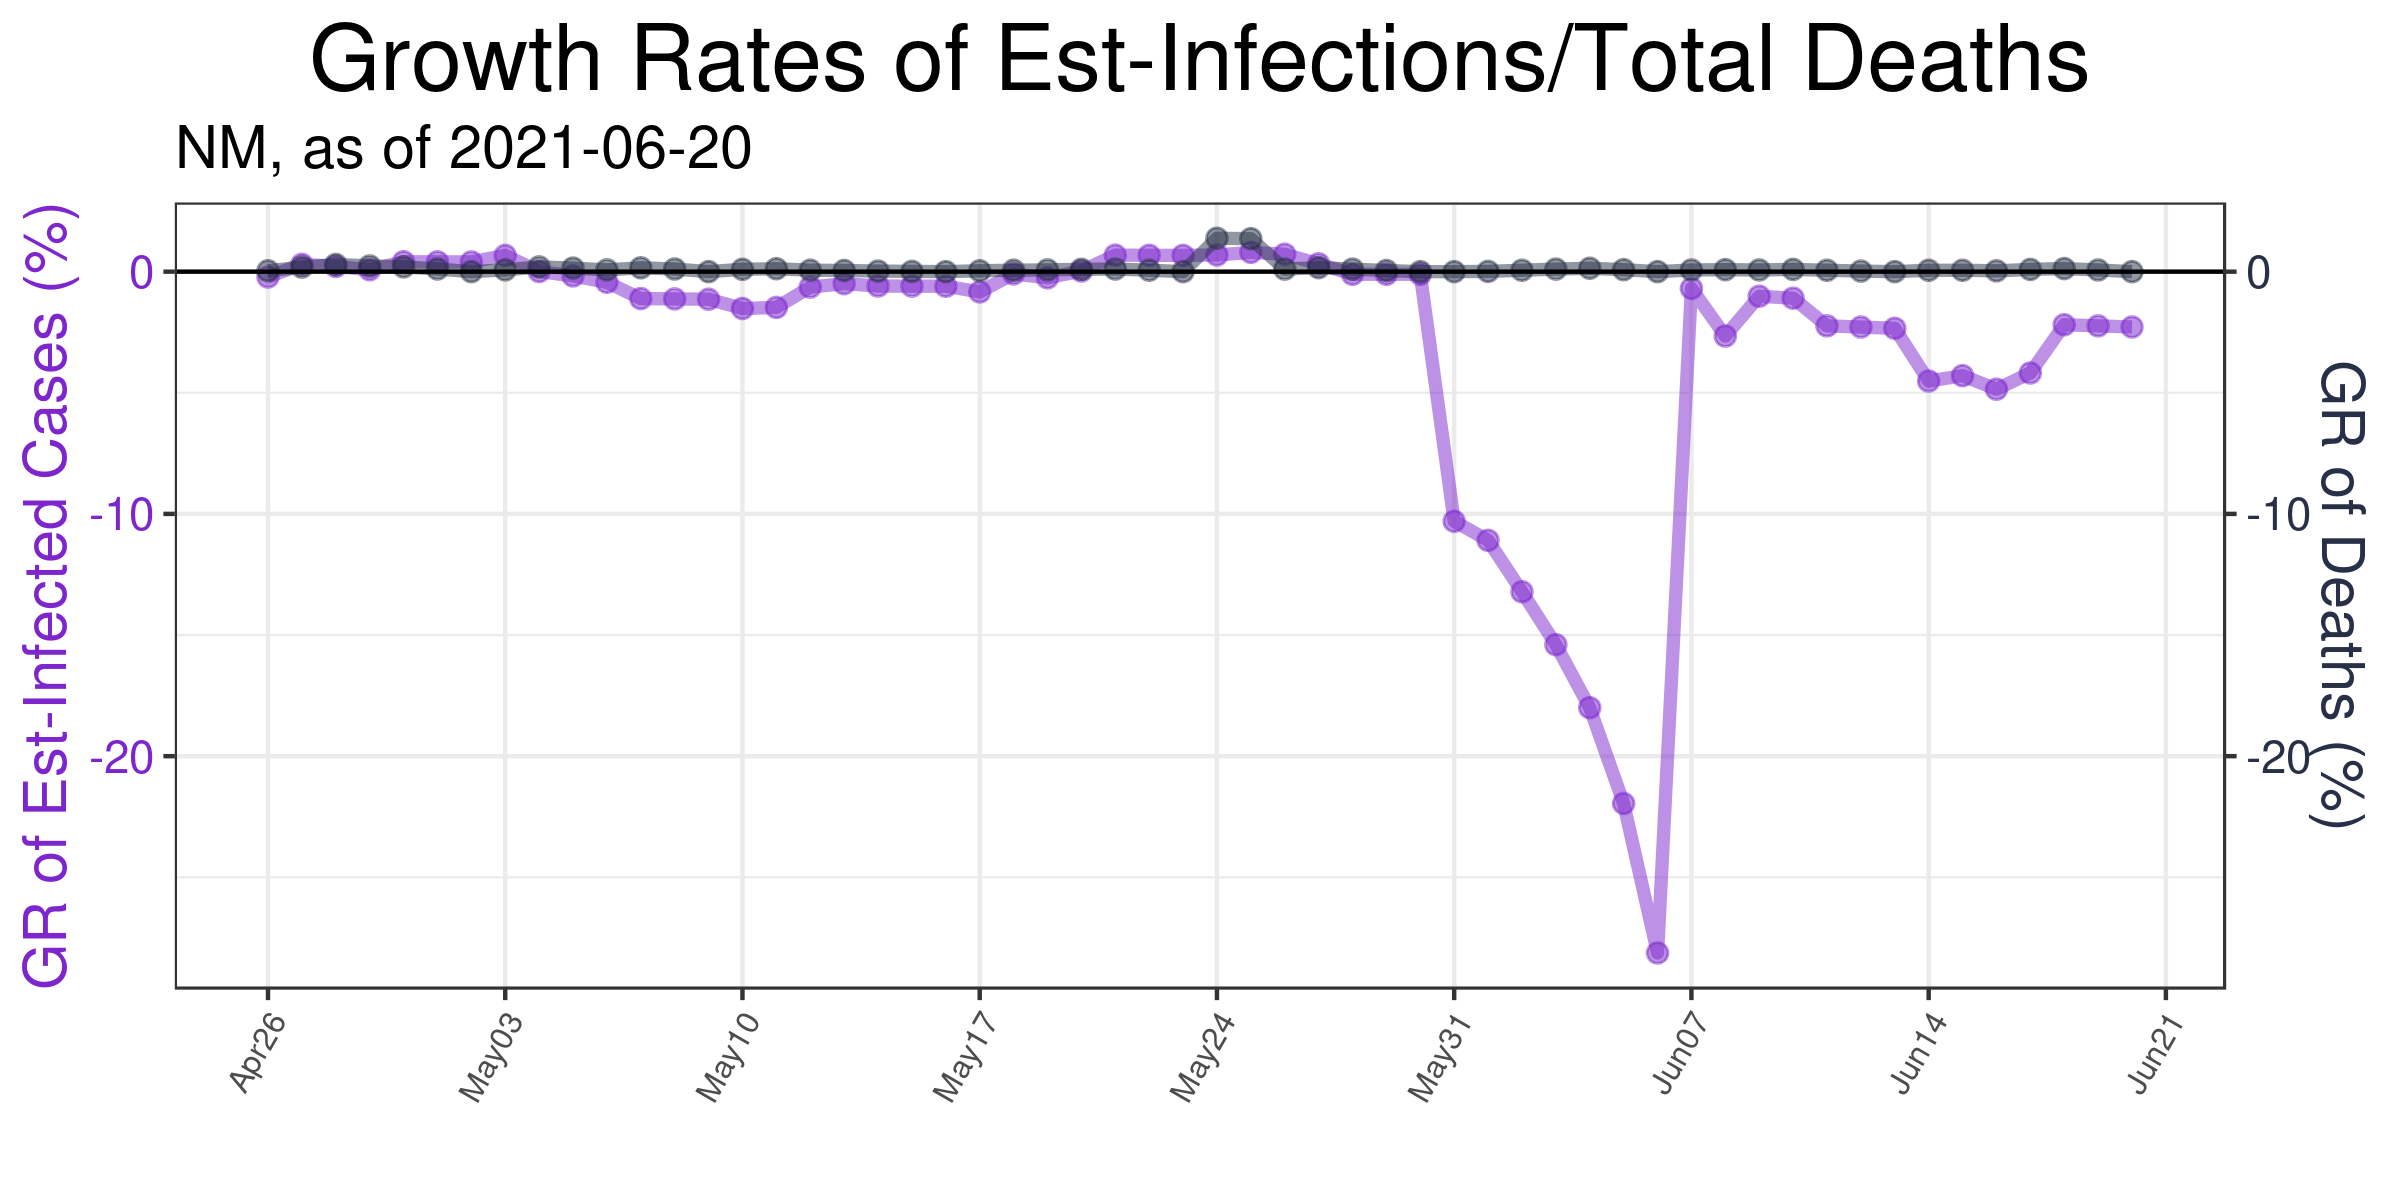 Growth Rates of Est-Infections/Total Deaths
NM, as of 2021-06-20
GR of Est-Infected Cases (%)
0
-10
-20
0
-10
-20
GR of Deaths (%)
Apr26
May03
May10
May17
May24
May31
Jun07
Jun14
Jun21